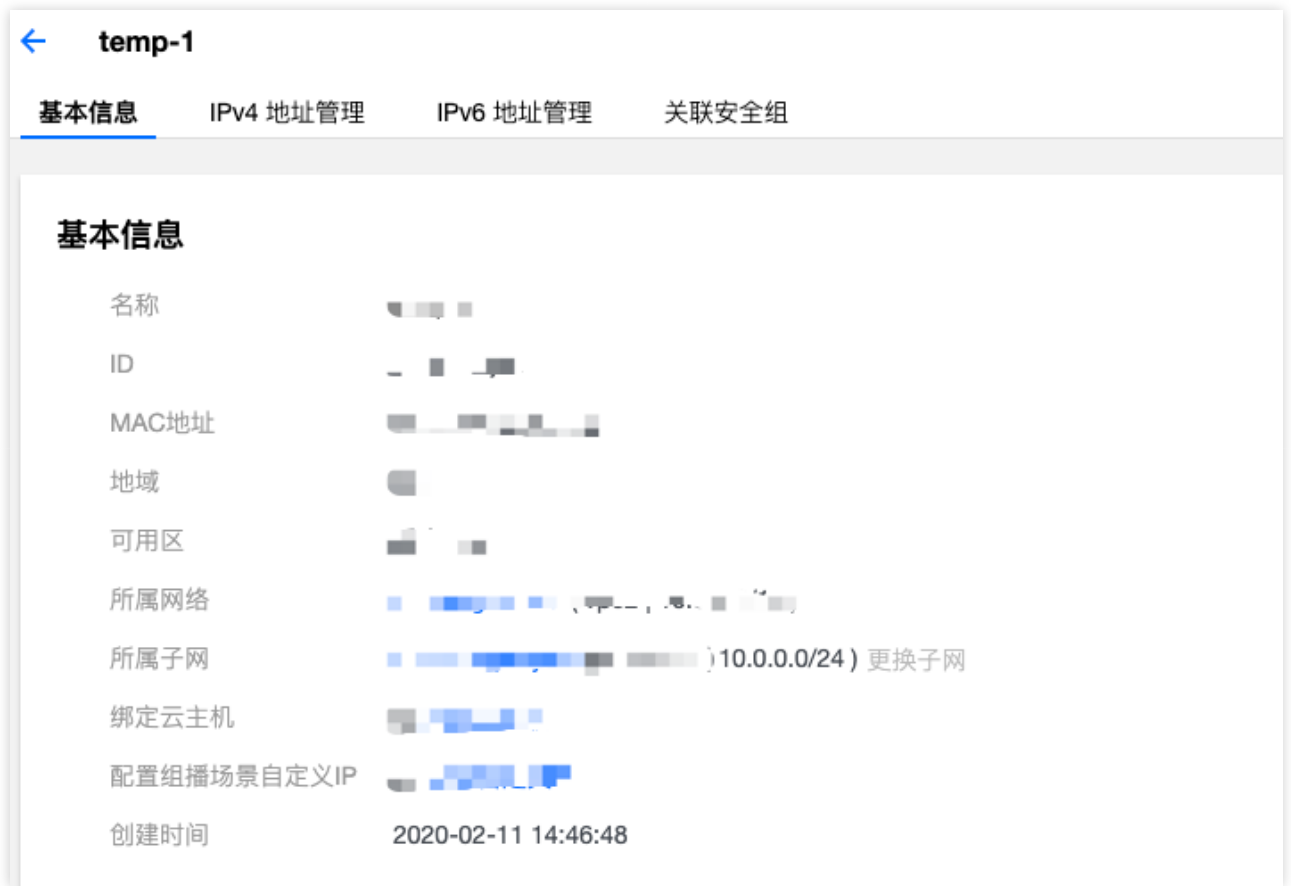 temp-1
基本信息 IPv4 地址管理 IPv6 地址管理 关联安全组
基本信息
名称
ID
MAC地址
地域
可用区
所属网络
所属子网 10.0.0.0/24 ) 更换子网
绑定云主机
配置组播场景自定义IP
创建时间 2020-02-11 14:46:48